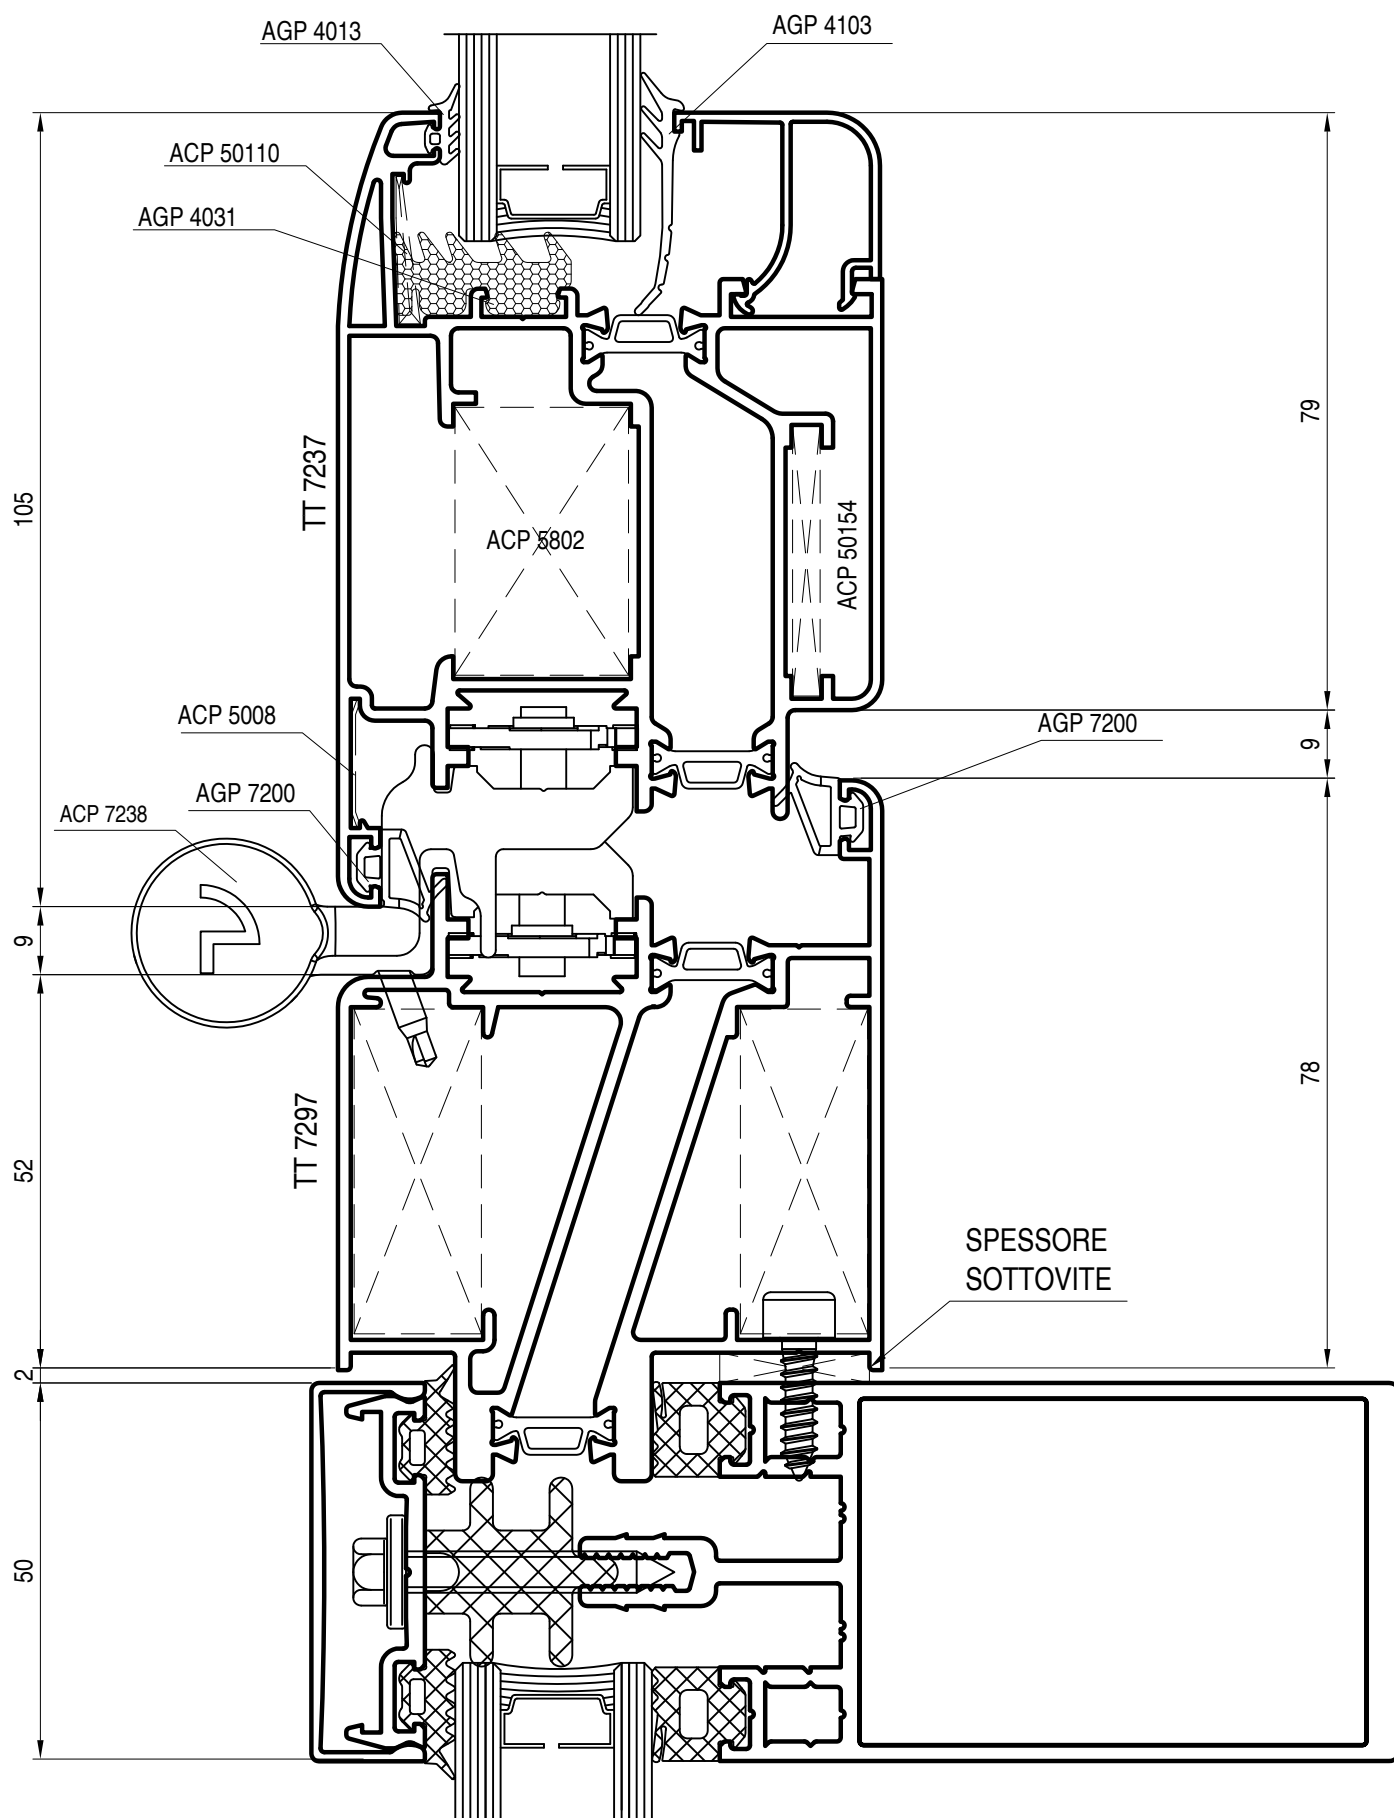 AGP 4013
AGP 4103
ACP 50110
AGP 4031
79
TT 7237
105
ACP 5802
ACP 50154
ACP 5008
AGP 7200
9
AGP 7200
ACP 7238
9
78
TT 7297
52
SPESSORE
SOTTOVITE
2
50